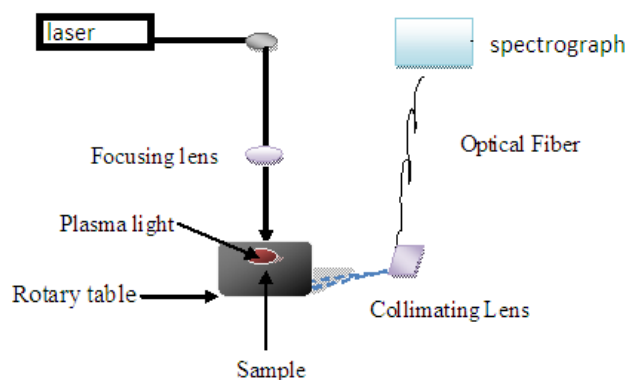 laser
spectrograph
Focusing lens
Optical Fiber
Plasma light
Rotary table
Collimating Lens
Sample